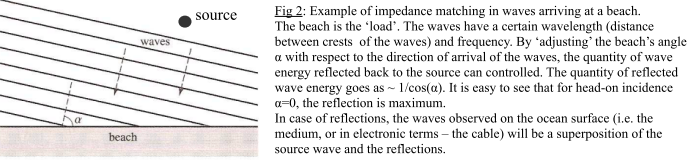 source
waves
α
beach
Fig 2: Example of impedance matching in waves arriving at a beach.
The beach is the ‘load’. The waves have a certain wavelength (distance
between crests of the waves) and frequency. By ‘adjusting’ the beach’s angle
α with respect to the direction of arrival of the waves, the quantity of wave
energy reflected back to the source can controlled. The quantity of reflected
wave energy goes as ~ 1/cos(α). It is easy to see that for head-on incidence
α=0, the reflection is maximum.
In case of reflections, the waves observed on the ocean surface (i.e. the
medium, or in electronic terms – the cable) will be a superposition of the
source wave and the reflections.